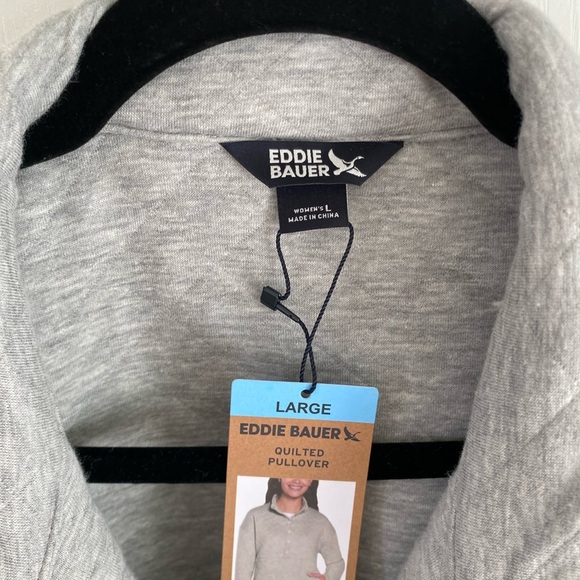 EDDIE
BAUER
WOMEN'S L
MADE IN CHINA
LARGE
EDDIE BAUER
QUILTED
PULLOVER